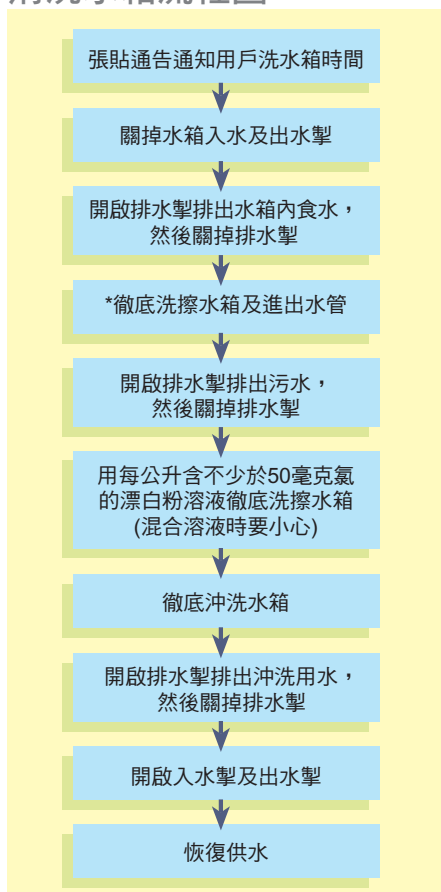 張貼通告通知用戶洗水箱時間
關掉水箱入水及出水掣
開啟排水掣排出水箱內食水，
然後關掉排水掣
*徹底洗擦水箱及進出水管
開啟排水掣排出污水，
然後關掉排水掣
用每公升含不少於50毫克氯
的漂白粉溶液徹底洗擦水箱
(混合溶液時要小心)
徹底沖洗水箱
開啟排水掣排出沖洗用水，
然後關掉排水掣
開啟入水掣及出水掣
恢復供水